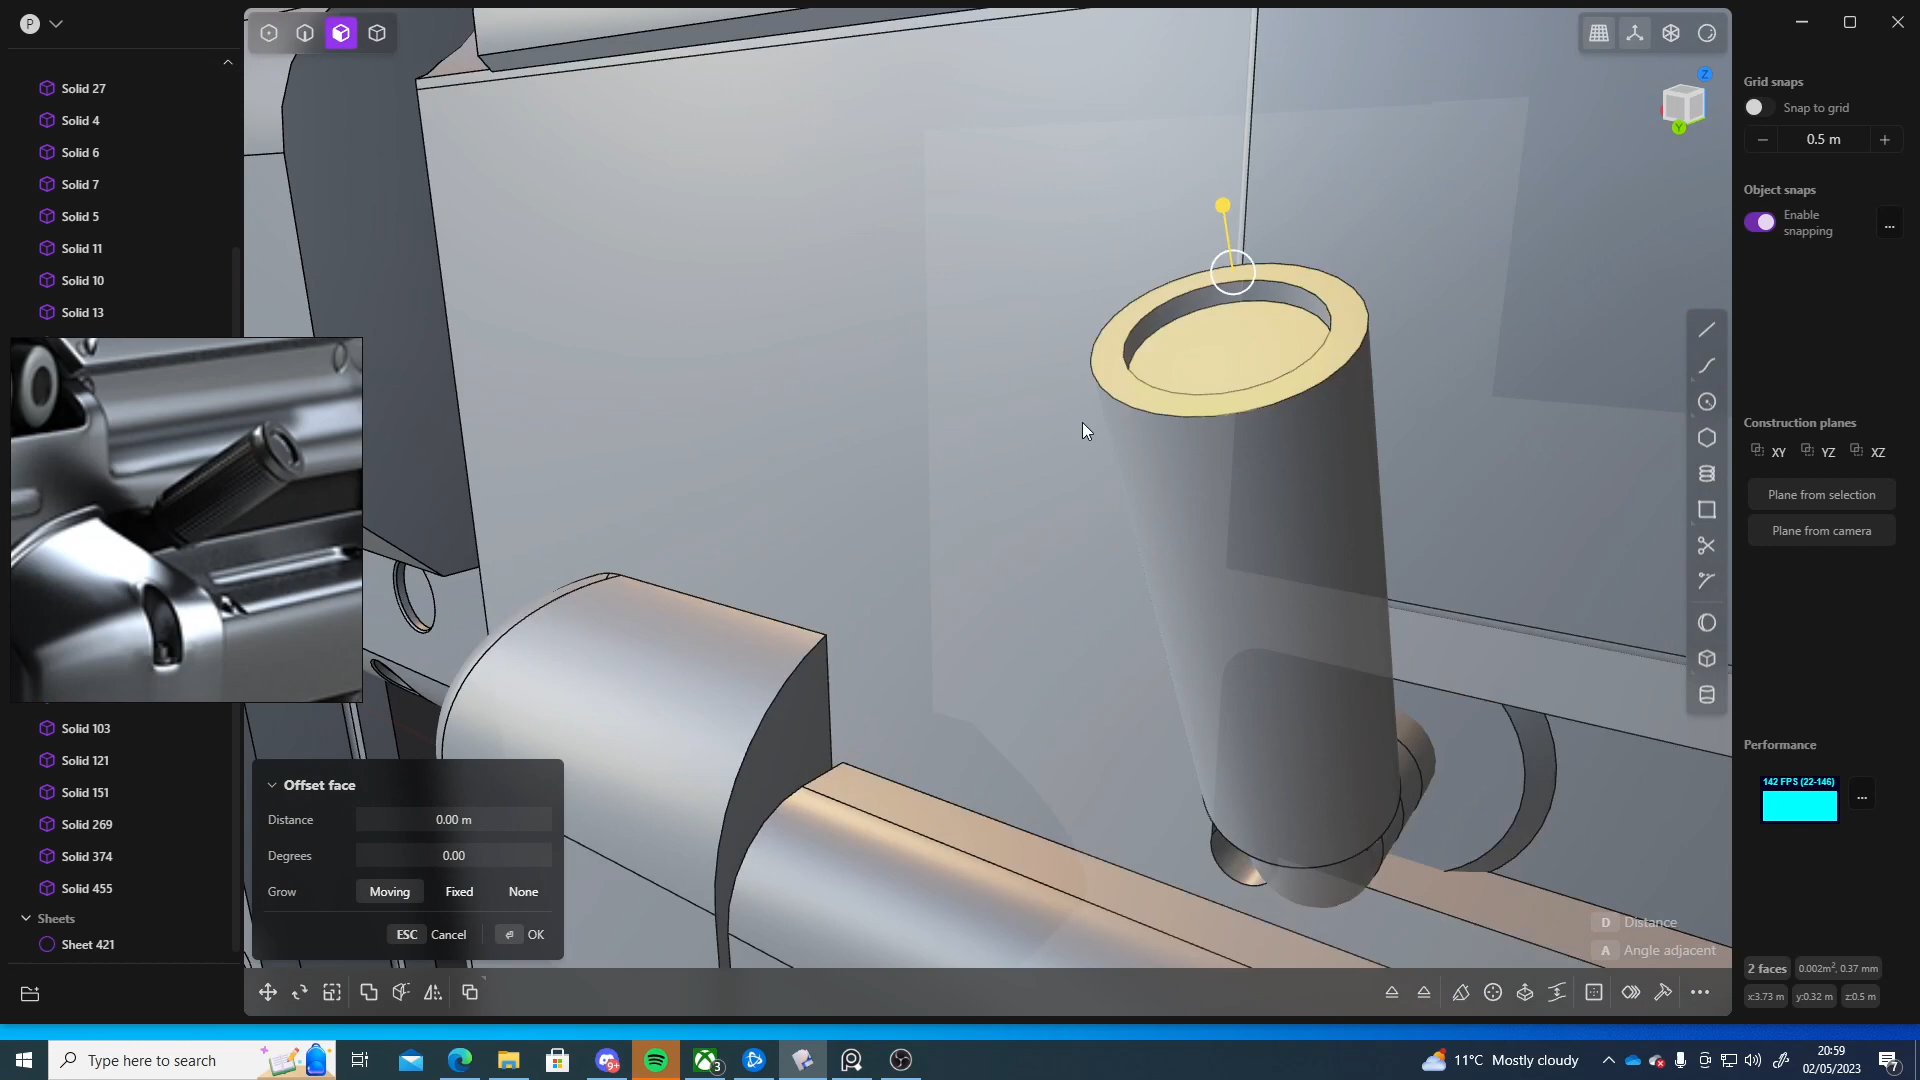 P
Solid 27
Solid 4
Solid 6
Solid 7
Solid 5
Solid 11
Solid 10
Solid 13
Solid 103
Solid 121
Solid 151
Solid 269
Solid 374
Solid 455
Sheets
Sheet 421
Offset face
Distance 0.00 m
Degrees 0.00
Grow Moving Fixed None
ESC Cancel OK
D Distance
A Angle adjacent
Z
Y
Grid snaps
Snap to grid
0.5 m
Object snaps
Enable
snapping
...
Construction planes
XY YZ XZ
Plane from selection
Plane from camera
Performance
142 FPS (22-146)
...
2 faces 0.002m², 0.37 mm
x:3.73 m y:0.32 m z:0.5 m
Type here to search
9+
3
11°C Mostly cloudy
20:59
02/05/2023
7